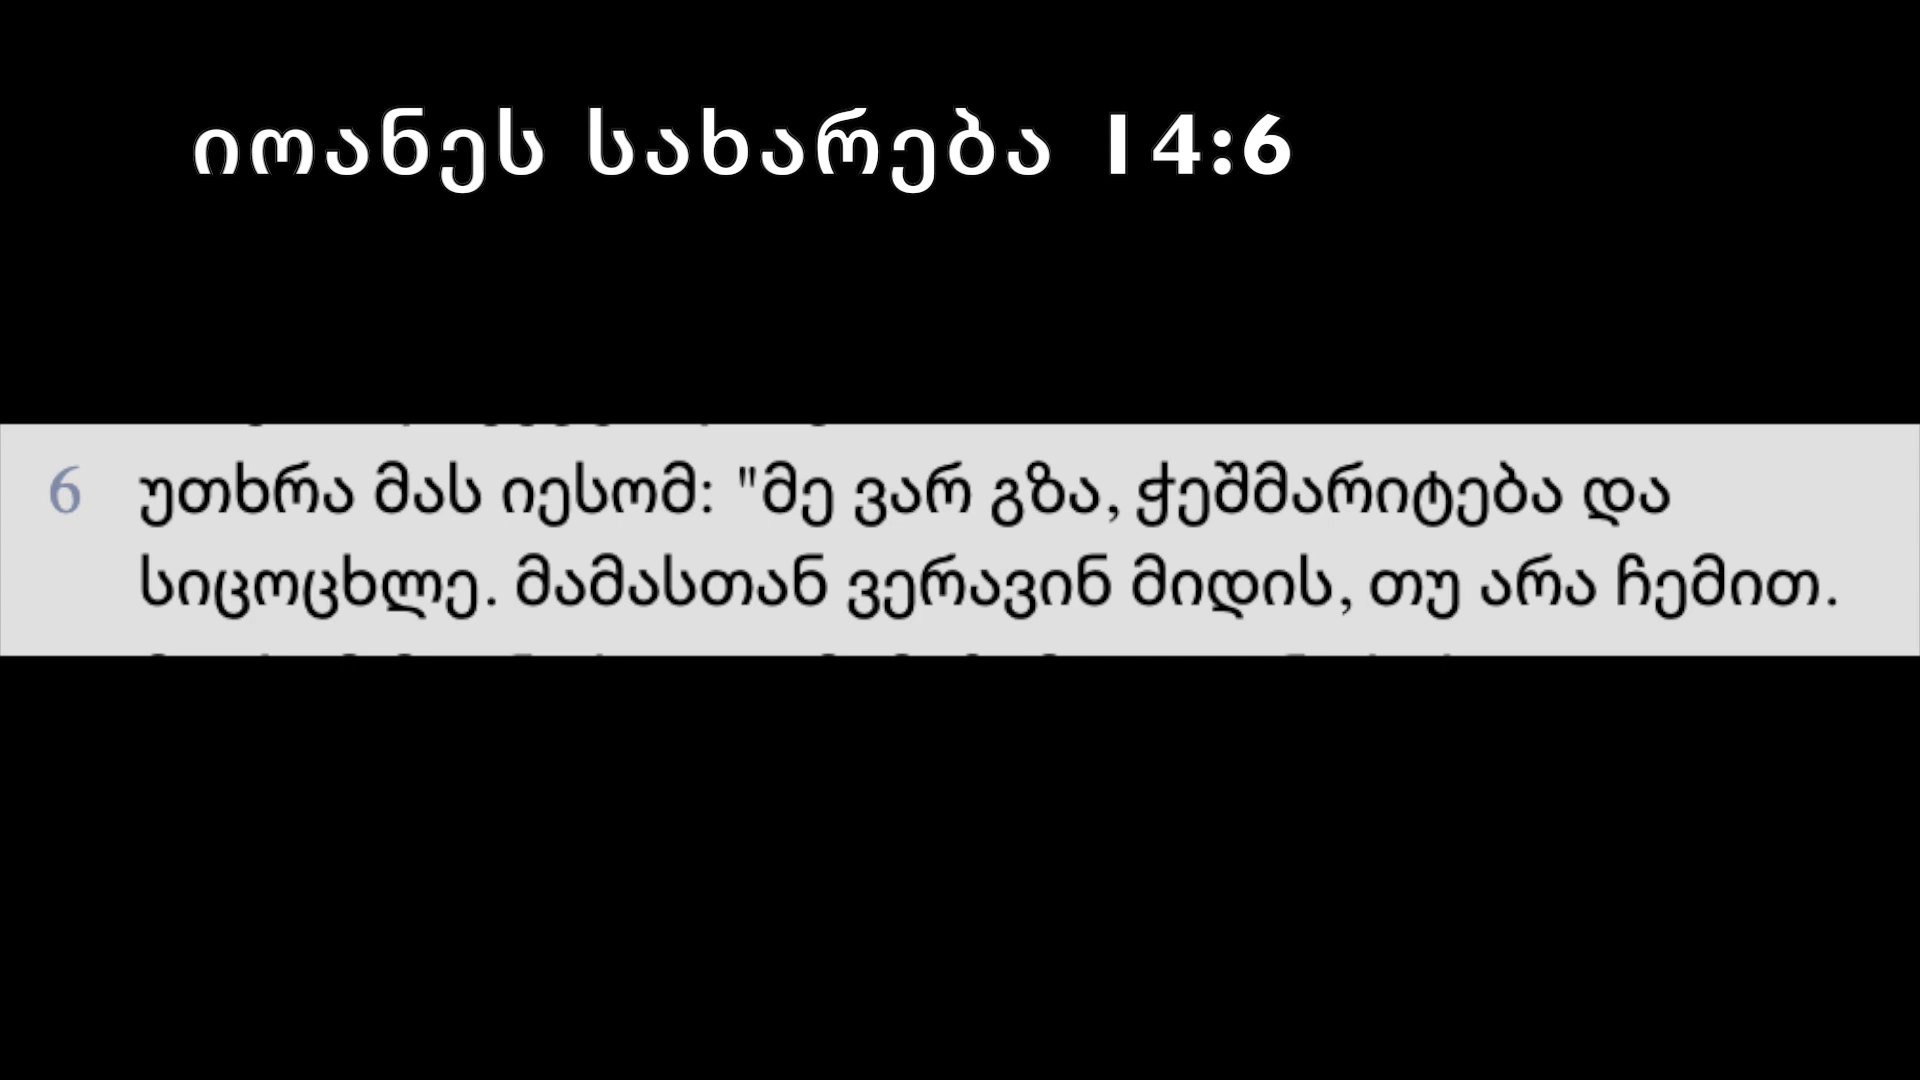 იოანეს სახარება 14:6
6 უთხრა მას იესომ: "მე ვარ გზა, ჭეშმარიტება და
სიცოცხლე. მამასთან ვერავინ მიდის, თუ არა ჩემით.